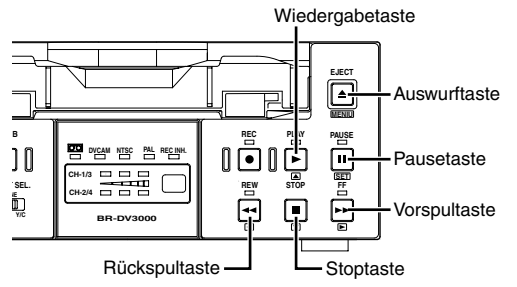 Wiedergabetaste
EJECT
Auswurftaste
MENU
B
REC PLAY PAUSE
DVCAM NTSC PAL REC INH.
Pausetaste
CH-1/3
SET
T SEL.
REW STOP FF
CH-2/4
Vorspultaste
Y/C
BR-DV3000
Rückspultaste
Stoptaste